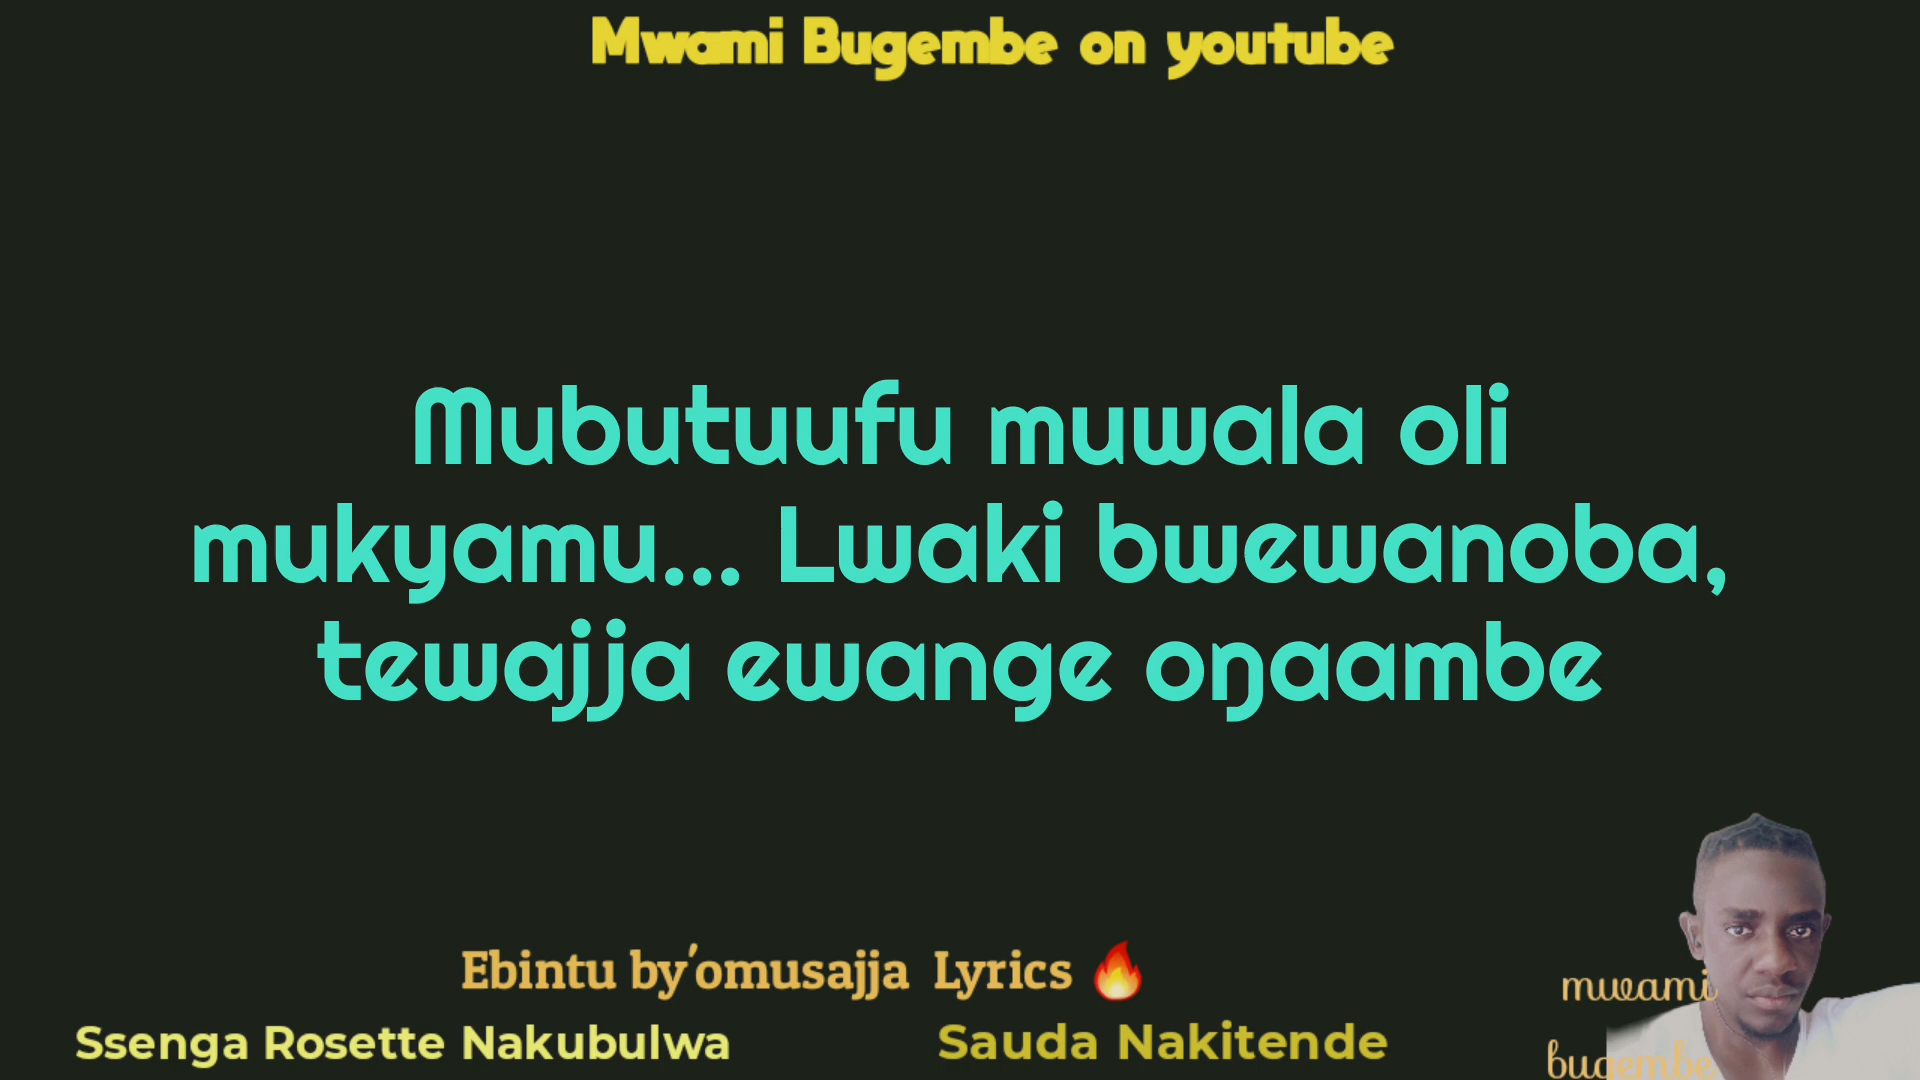 Mwami Bugembe on youtube
Mubutuufu muwala oli
mukyamu... Lwaki bwewanoba,
tewajja ewange oŋaambe
Ebintu by'omusajja Lyrics 🔥
Ssenga Rosette Nakubulwa
Sauda Nakitende
mwami
bugembe